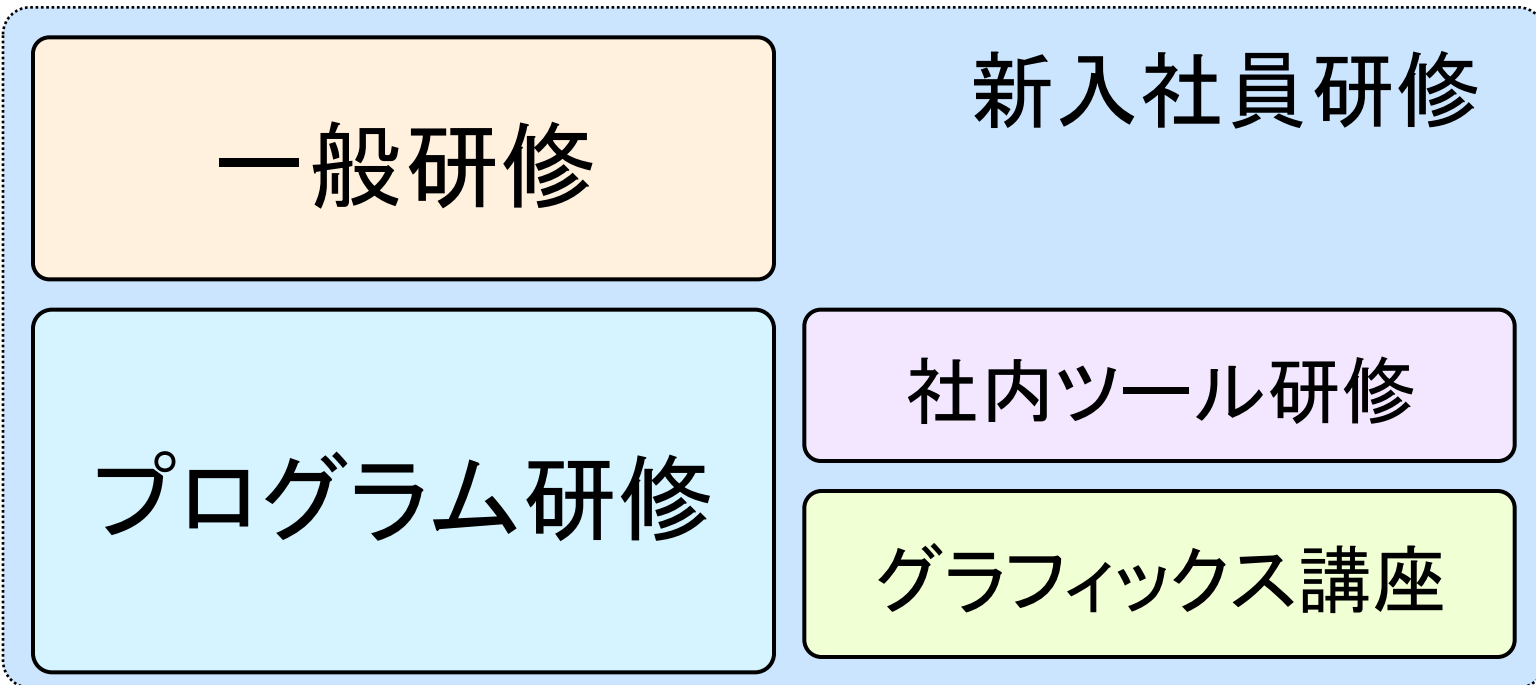 新入社員研修
一般研修
プログラム研修
社内ツール研修
グラフィックス講座